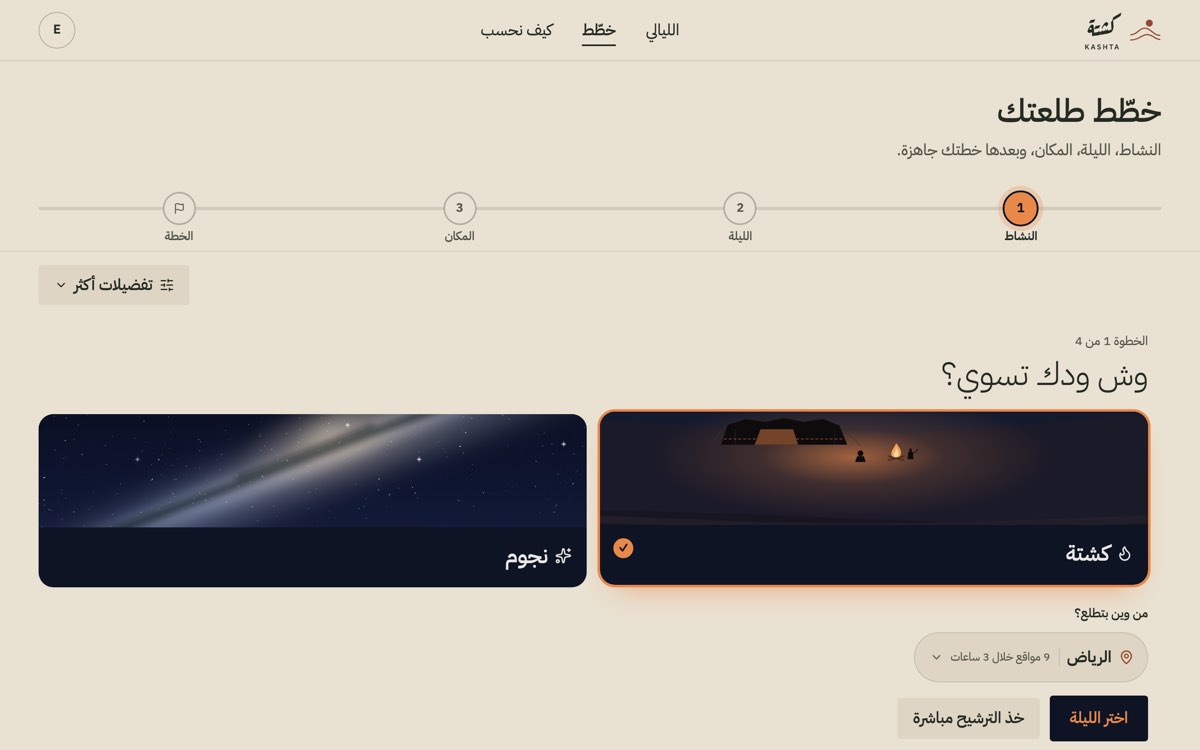 كشتة
KASHTA
الليالي
خطّط
كيف نحسب
E
خطّط طلعتك
النشاط، الليلة، المكان، وبعدها خطتك جاهزة.
1
النشاط
2
الليلة
3
المكان
الخطة
تفضيلات أكثر
الخطوة 1 من 4
وش ودك تسوي؟
كشتة
نجوم
من وين بتطلع؟
الرياض 9 مواقع خلال 3 ساعات
اختر الليلة
خذ الترشيح مباشرة